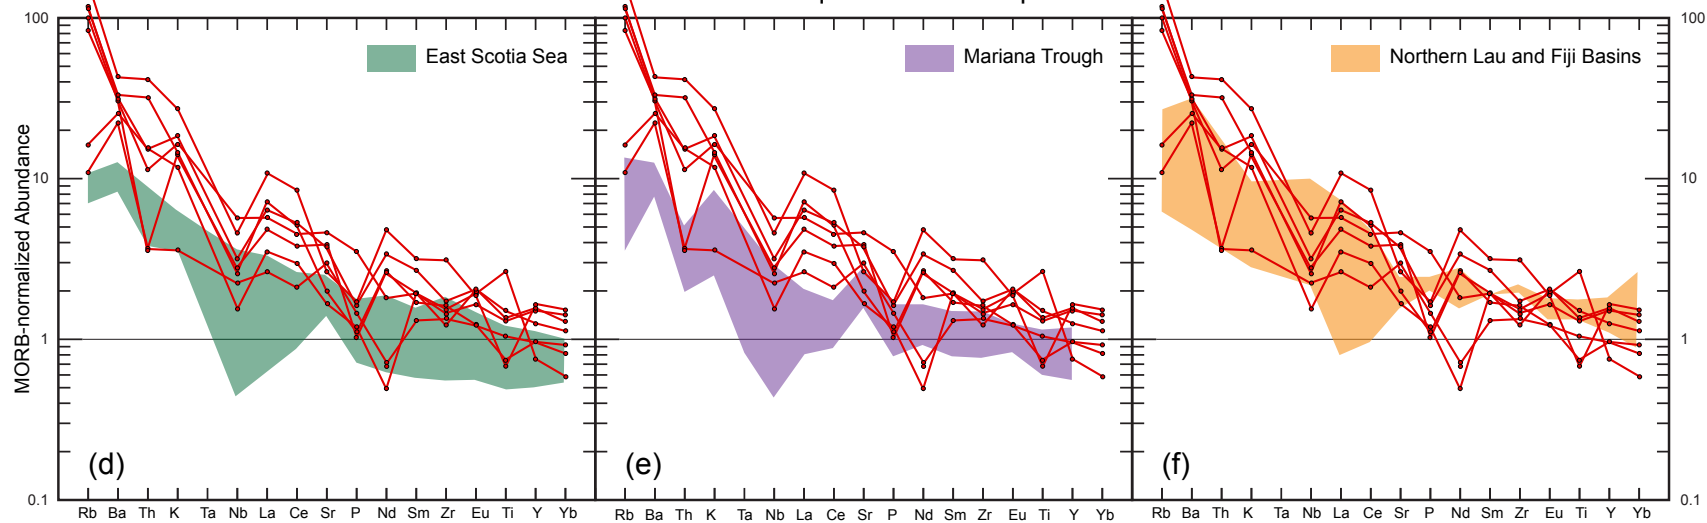 100
10
1
0.1
MORB-normalized Abundance
East Scotia Sea
(d)
Rb Ba Th K Ta Nb La Ce Sr P Nd Sm Zr Eu Ti Y Yb
Mariana Trough
(e)
Rb Ba Th K Ta Nb La Ce Sr P Nd Sm Zr Eu Ti Y Yb
Northern Lau and Fiji Basins
(f)
Rb Ba Th K Ta Nb La Ce Sr P Nd Sm Zr Eu Ti Y Yb
100
10
1
0.1